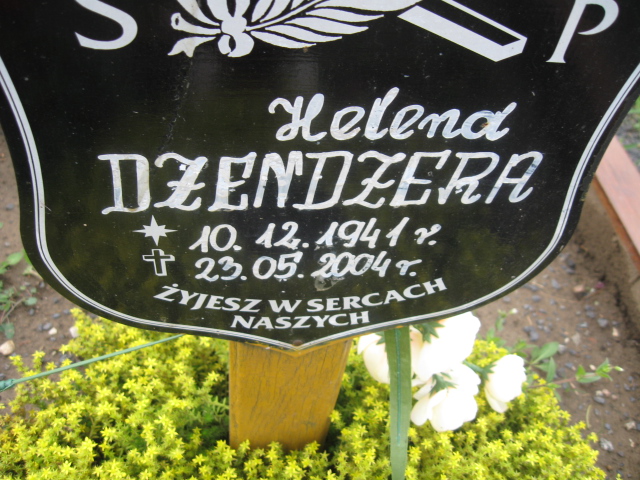 S P
Helena
DZENDZERA
10.12.1941 r.
23.05.2004 r.
ŻYJESZ W SERCACH
NASZYCH